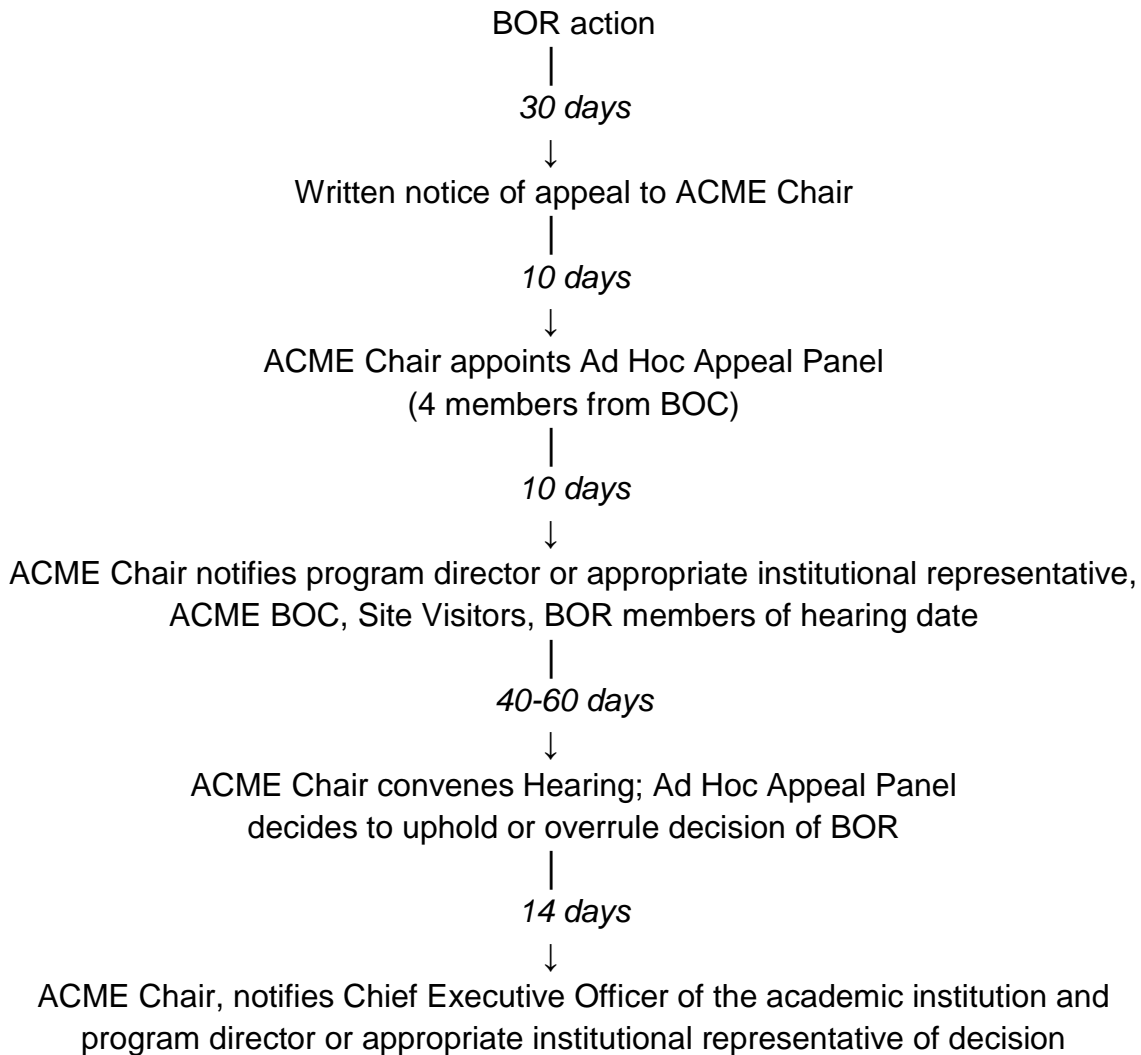 BOR action
30 days
↓
Written notice of appeal to ACME Chair
10 days
↓
ACME Chair appoints Ad Hoc Appeal Panel
(4 members from BOC)
10 days
↓
ACME Chair notifies program director or appropriate institutional representative,
ACME BOC, Site Visitors, BOR members of hearing date
40-60 days
↓
ACME Chair convenes Hearing; Ad Hoc Appeal Panel
decides to uphold or overrule decision of BOR
14 days
↓
ACME Chair, notifies Chief Executive Officer of the academic institution and
program director or appropriate institutional representative of decision